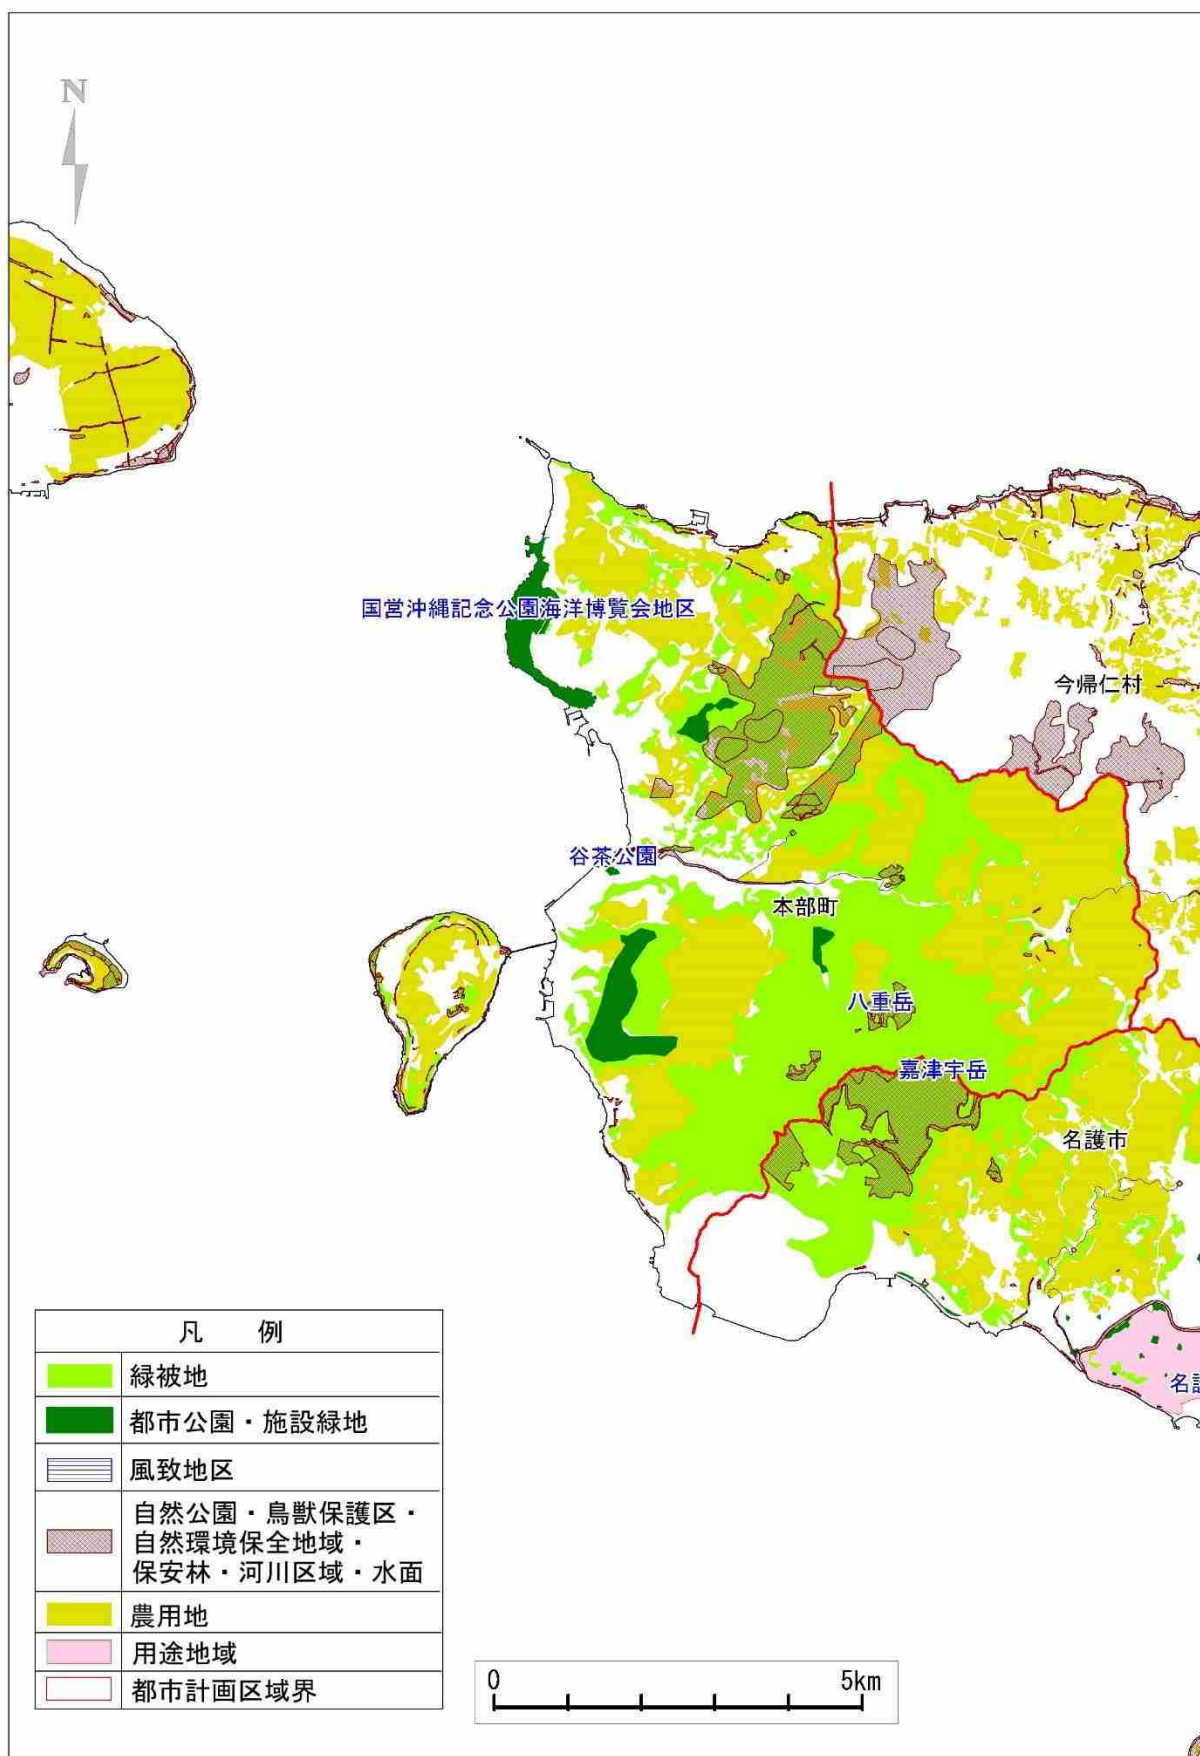 N
国営沖縄記念公園海洋博覧会地区
今帰仁村
谷茶公園
本部町
八重岳
嘉津宇岳
名護市
名護
凡 例
緑被地
都市公園・施設緑地
風致地区
自然公園・鳥獣保護区・
自然環境保全地域・
保安林・河川区域・水面
農用地
用途地域
都市計画区域界
0 5km